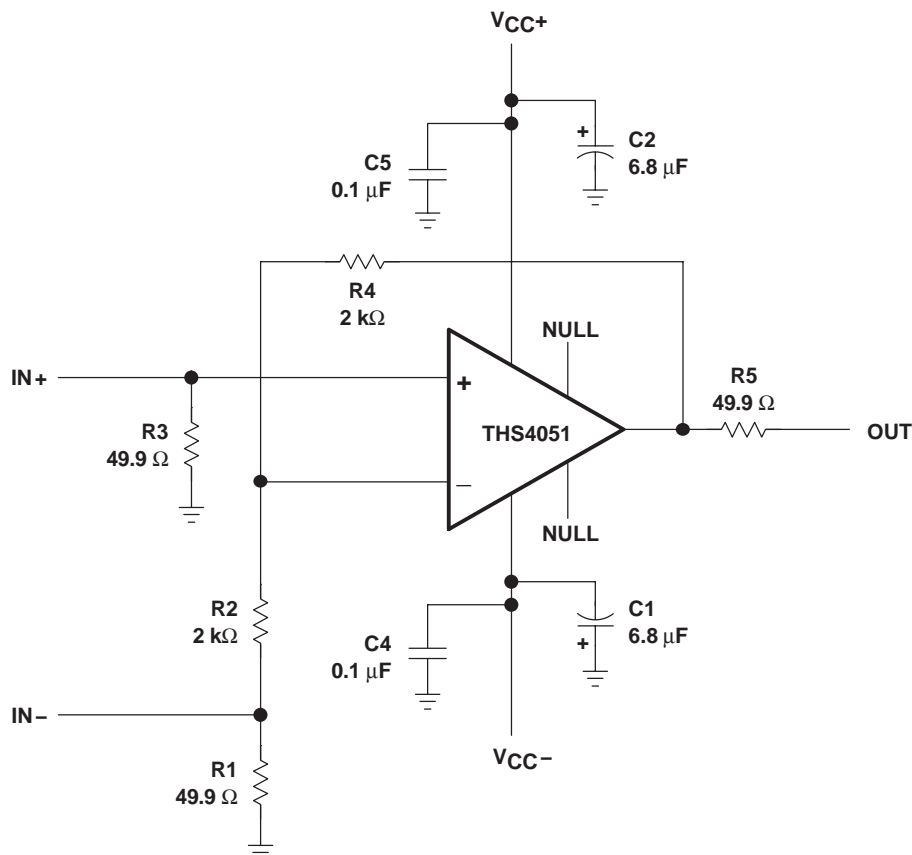 VCC+
C5
0.1 μF
+
C2
6.8 μF
R4
2 kΩ
NULL
IN+
+
R3
49.9 Ω
THS4051
R5
49.9 Ω
OUT
−
NULL
R2
2 kΩ
C4
0.1 μF
C1
6.8 μF
+
IN−
VCC−
R1
49.9 Ω